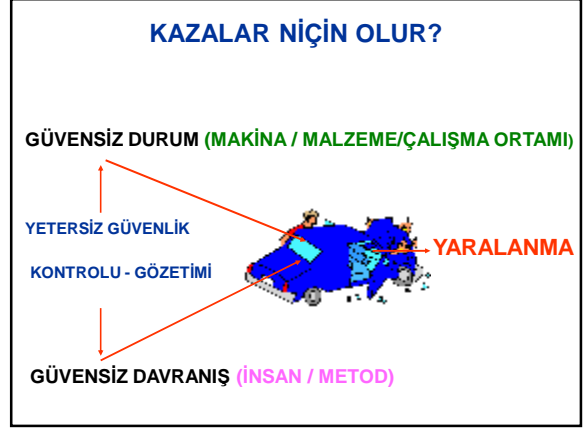 KAZALAR NİÇİN OLUR?
GÜVENSİZ DURUM (MAKİNA / MALZEME/ÇALIŞMA ORTAMI)
YETERSİZ GÜVENLİK
KONTROLU - GÖZETİMİ
YARALANMA
GÜVENSİZ DAVRANIŞ (İNSAN / METOD)